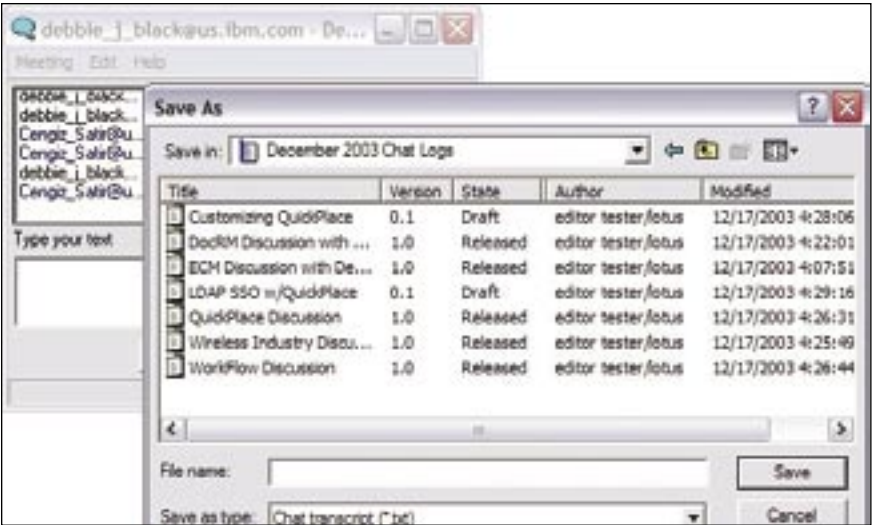 debbie_j_black@us.ibm.com - De...
Meeting Edit Help
debbie_j_black...
debbie_j_black...
Cengiz_Satir@u...
Cengiz_Satir@u...
debbie_j_black...
Cengiz_Satir@u...
Type your text
Save As
Save in: December 2003 Chat Logs
Title Version State Author Modified
Customizing QuickPlace 0.1 Draft editor tester/lotus 12/17/2003 4:28:06
DocRM Discussion with ... 1.0 Released editor tester/lotus 12/17/2003 4:22:01
ECM Discussion with De... 1.0 Released editor tester/lotus 12/17/2003 4:07:51
LDAP SSO w/QuickPlace 0.1 Draft editor tester/lotus 12/17/2003 4:29:16
QuickPlace Discussion 1.0 Released editor tester/lotus 12/17/2003 4:26:31
Wireless Industry Discu... 1.0 Released editor tester/lotus 12/17/2003 4:25:49
WorkFlow Discussion 1.0 Released editor tester/lotus 12/17/2003 4:26:44
File name:
Save
Save as type: Chat transcript (*.txt)
Cancel